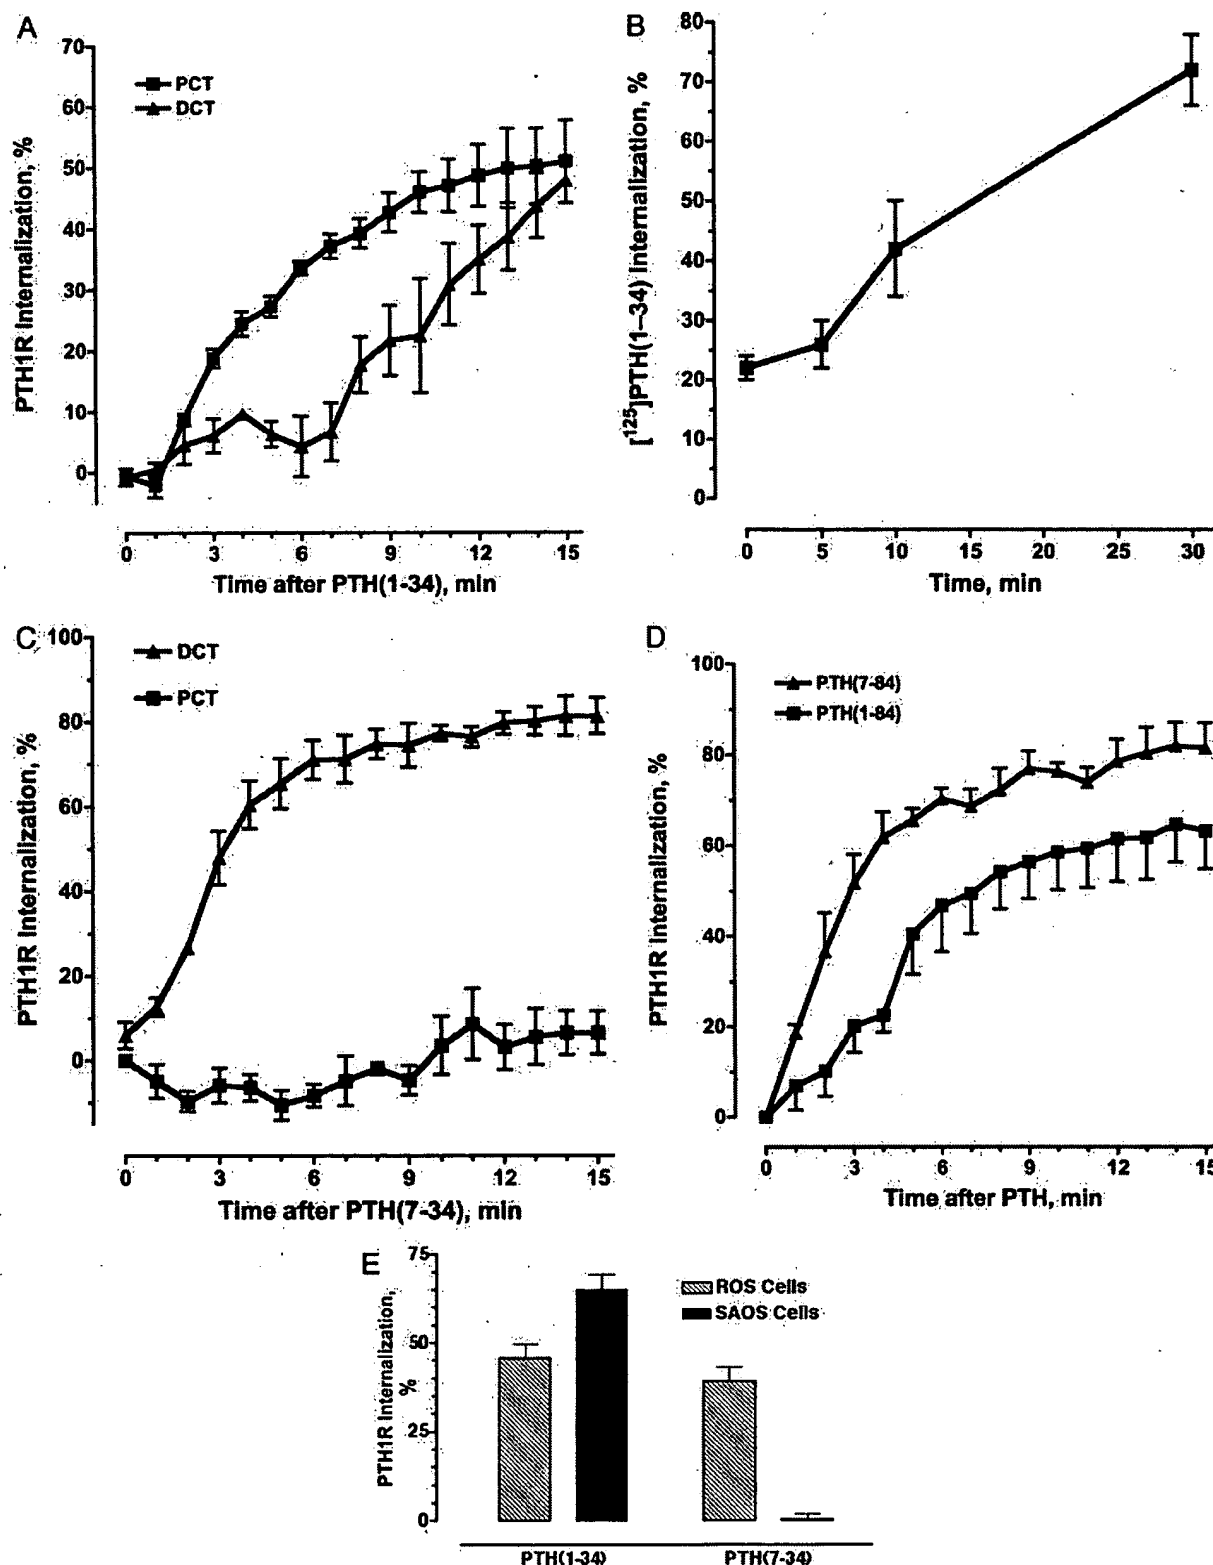 A
PTH1R Internalization, %
70
60
50
40
30
20
10
0
PCT
DCT
0 3 6 9 12 15
Time after PTH(1-34), min
B
[125I]PTH(1–34) Internalization, %
80
70
60
50
40
30
20
10
0
0 5 10 15 20 25 30
Time, min
C
PTH1R Internalization, %
100
80
60
40
20
0
DCT
PCT
0 3 6 9 12 15
Time after PTH(7-34), min
D
PTH1R Internalization, %
100
80
60
40
20
0
PTH(7-84)
PTH(1-84)
0 3 6 9 12 15
Time after PTH, min
E
PTH1R Internalization,
%
75
50
25
0
ROS Cells
SAOS Cells
PTH(1-34) PTH(7-34)